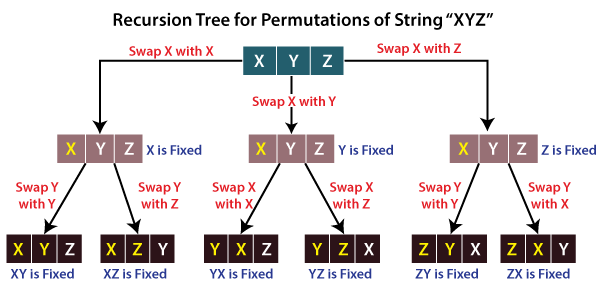 Recursion Tree for Permutations of String “XYZ”
Swap X with X
X Y Z
Swap X with Z
Swap X with Y
X Y Z X is Fixed
X Y Z Y is Fixed
X Y Z Z is Fixed
Swap Y
with Y
Swap Y
with Z
Swap X
with X
Swap X
with Z
Swap Y
with Y
Swap Y
with X
X Y Z
X Z Y
Y X Z
Y Z X
Z Y X
Z X Y
XY is Fixed
XZ is Fixed
YX is Fixed
YZ is Fixed
ZY is Fixed
ZX is Fixed